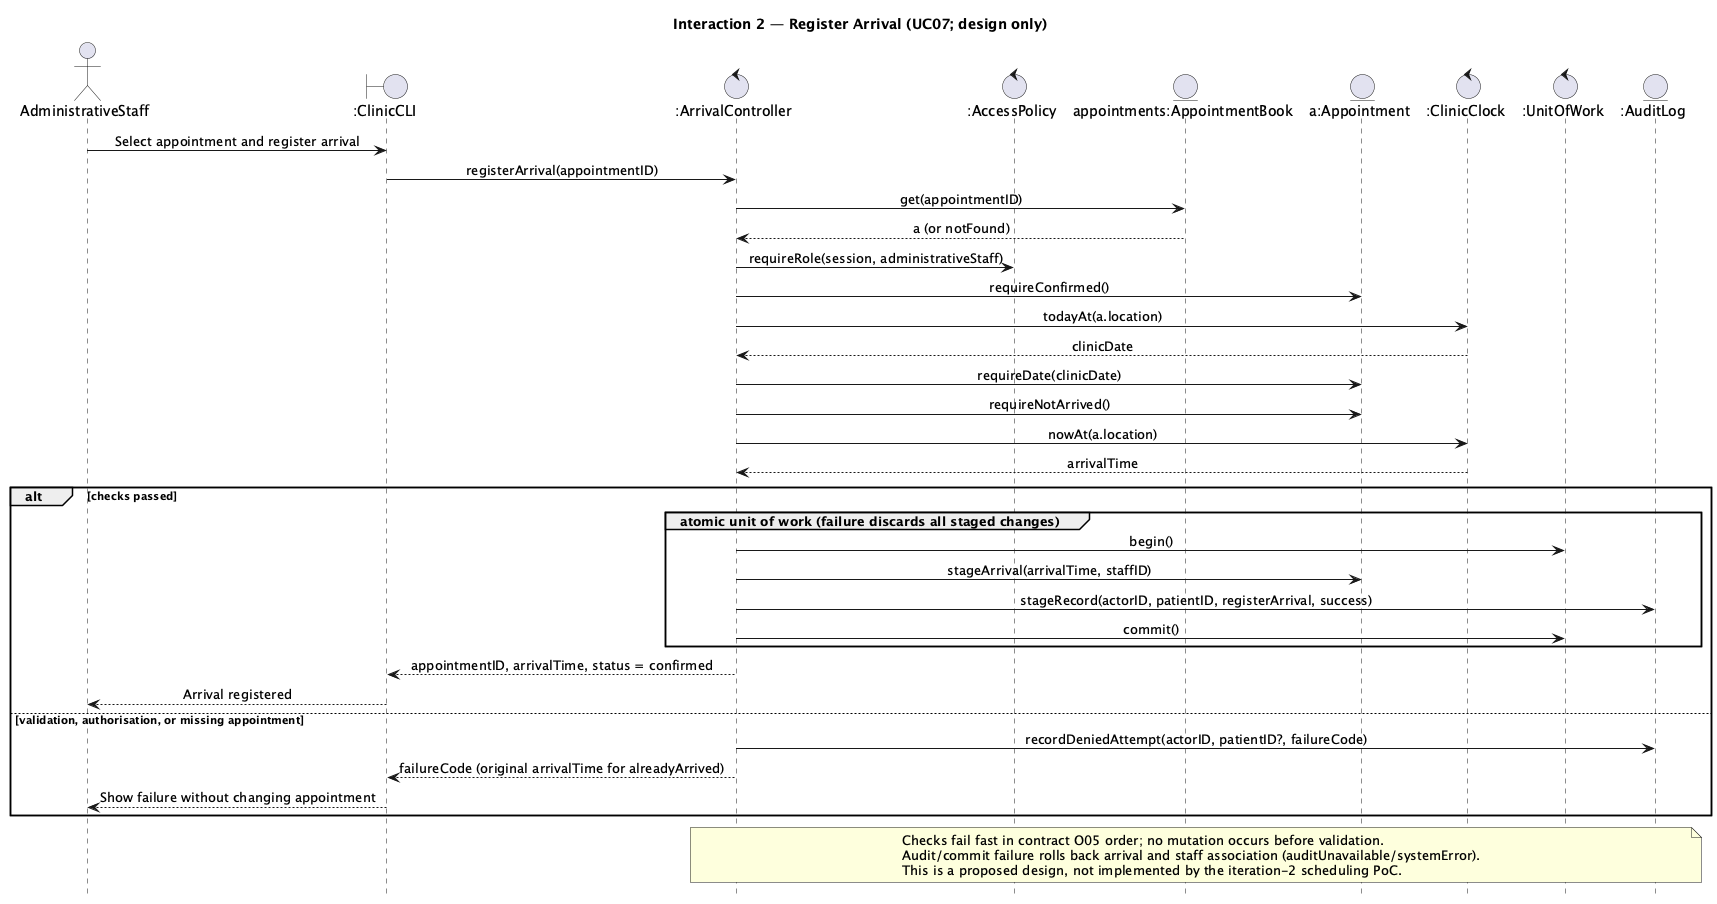 Interaction 2 — Register Arrival (UC07; design only)
AdministrativeStaff
:ClinicCLI
:ArrivalController
:AccessPolicy
appointments:AppointmentBook
a:Appointment
:ClinicClock
:UnitOfWork
:AuditLog
Select appointment and register arrival
registerArrival(appointmentID)
get(appointmentID)
a (or notFound)
requireRole(session, administrativeStaff)
requireConfirmed()
todayAt(a.location)
clinicDate
requireDate(clinicDate)
requireNotArrived()
nowAt(a.location)
arrivalTime
alt
[checks passed]
atomic unit of work (failure discards all staged changes)
begin()
stageArrival(arrivalTime, staffID)
stageRecord(actorID, patientID, registerArrival, success)
commit()
appointmentID, arrivalTime, status = confirmed
Arrival registered
[validation, authorisation, or missing appointment]
recordDeniedAttempt(actorID, patientID?, failureCode)
failureCode (original arrivalTime for alreadyArrived)
Show failure without changing appointment
Checks fail fast in contract O05 order; no mutation occurs before validation.
Audit/commit failure rolls back arrival and staff association (auditUnavailable/systemError).
This is a proposed design, not implemented by the iteration-2 scheduling PoC.